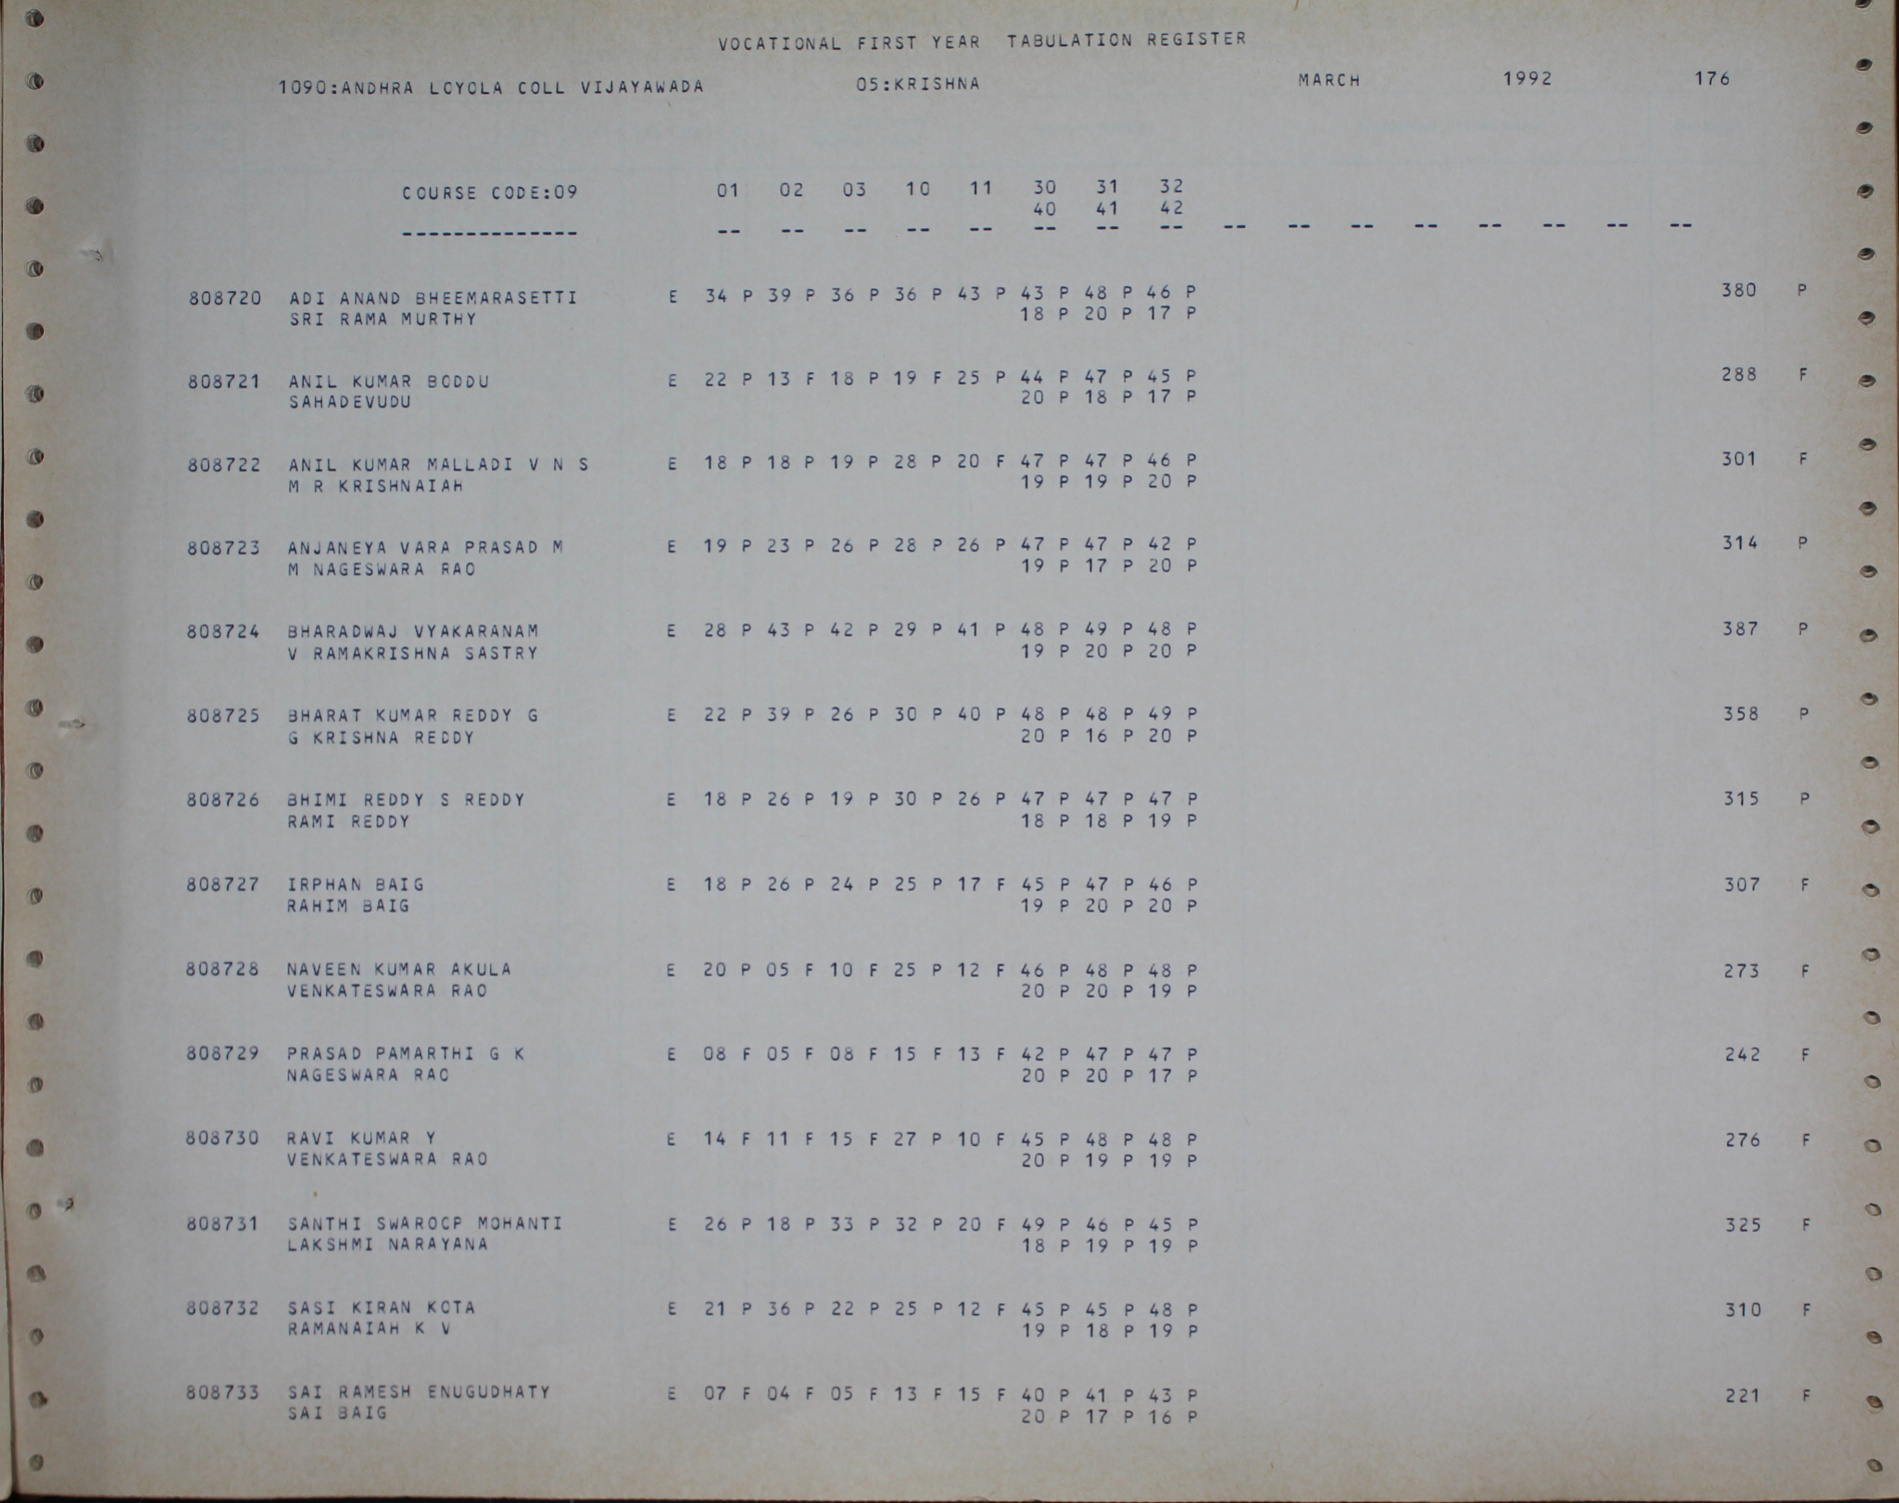 VOCATIONAL FIRST YEAR TABULATION REGISTER
1090:ANDHRA LOYOLA COLL VIJAYAWADA 05:KRISHNA MARCH 1992 176
COURSE CODE:09 01 02 03 10 11 30 31 32
40 41 42
-------------- -- -- -- -- -- -- -- -- -- -- -- -- -- -- -- --
808720 ADI ANAND BHEEMARASETTI E 34 P 39 P 36 P 36 P 43 P 43 P 48 P 46 P 380 P
SRI RAMA MURTHY 18 P 20 P 17 P
808721 ANIL KUMAR BODDU E 22 P 13 F 18 P 19 F 25 P 44 P 47 P 45 P 288 F
SAHADEVUDU 20 P 18 P 17 P
808722 ANIL KUMAR MALLADI V N S E 18 P 18 P 19 P 28 P 20 F 47 P 47 P 46 P 301 F
M R KRISHNAIAH 19 P 19 P 20 P
808723 ANJANEYA VARA PRASAD M E 19 P 23 P 26 P 28 P 26 P 47 P 47 P 42 P 314 P
M NAGESWARA RAO 19 P 17 P 20 P
808724 BHARADWAJ VYAKARANAM E 28 P 43 P 42 P 29 P 41 P 48 P 49 P 48 P 387 P
V RAMAKRISHNA SASTRY 19 P 20 P 20 P
808725 BHARAT KUMAR REDDY G E 22 P 39 P 26 P 30 P 40 P 48 P 48 P 49 P 358 P
G KRISHNA REDDY 20 P 16 P 20 P
808726 BHIMI REDDY S REDDY E 18 P 26 P 19 P 30 P 26 P 47 P 47 P 47 P 315 P
RAMI REDDY 18 P 18 P 19 P
808727 IRPHAN BAIG E 18 P 26 P 24 P 25 P 17 F 45 P 47 P 46 P 307 F
RAHIM BAIG 19 P 20 P 20 P
808728 NAVEEN KUMAR AKULA E 20 P 05 F 10 F 25 P 12 F 46 P 48 P 48 P 273 F
VENKATESWARA RAO 20 P 20 P 19 P
808729 PRASAD PAMARTHI G K E 08 F 05 F 08 F 15 F 13 F 42 P 47 P 47 P 242 F
NAGESWARA RAO 20 P 20 P 17 P
808730 RAVI KUMAR Y E 14 F 11 F 15 F 27 P 10 F 45 P 48 P 48 P 276 F
VENKATESWARA RAO 20 P 19 P 19 P
808731 SANTHI SWAROOP MOHANTI E 26 P 18 P 33 P 32 P 20 F 49 P 46 P 45 P 325 F
LAKSHMI NARAYANA 18 P 19 P 19 P
808732 SASI KIRAN KOTA E 21 P 36 P 22 P 25 P 12 F 45 P 45 P 48 P 310 F
RAMANAIAH K V 19 P 18 P 19 P
808733 SAI RAMESH ENUGUDHATY E 07 F 04 F 05 F 13 F 15 F 40 P 41 P 43 P 221 F
SAI BAIG 20 P 17 P 16 P